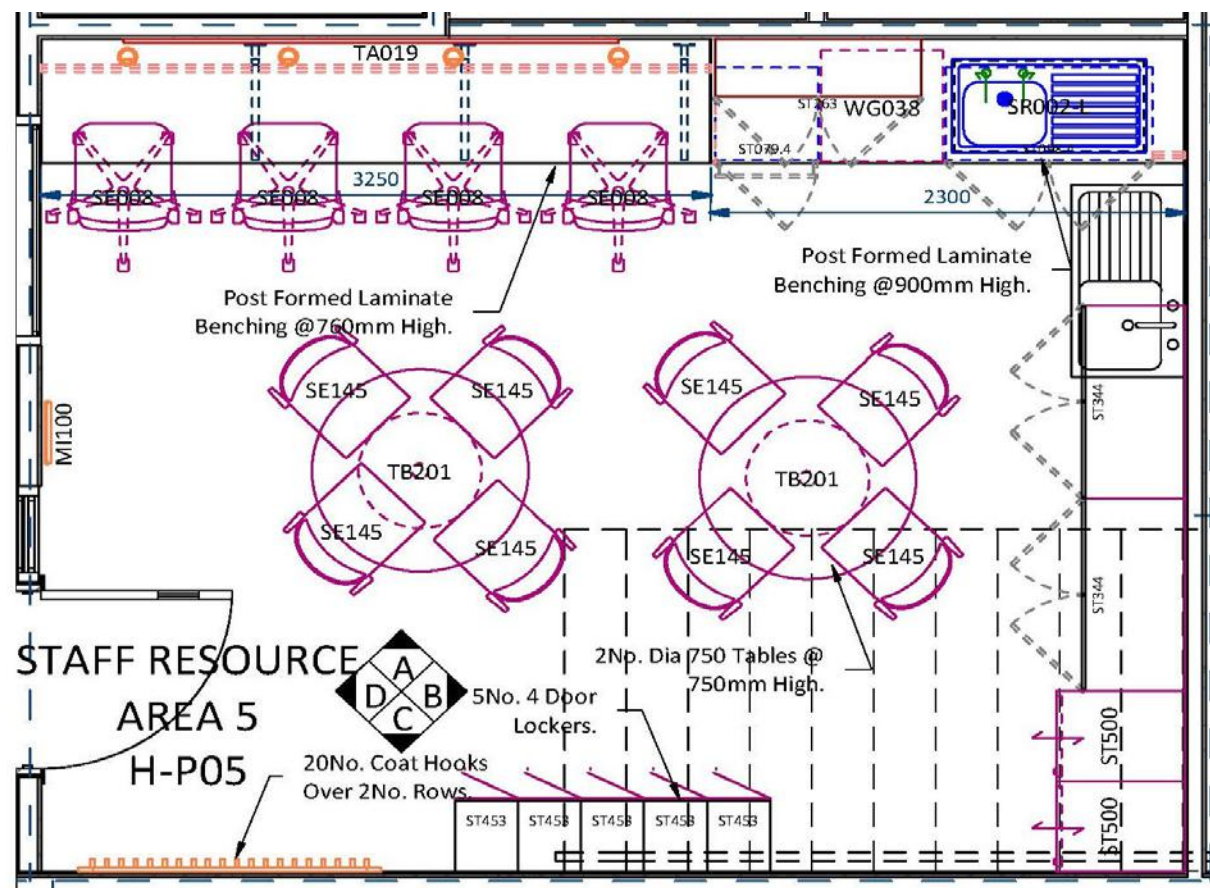 TA019
ST263
WG038
SR002-L
ST079.4
SE008
SE008
SE008
SE008
3250
2300
Post Formed Laminate
Benching @900mm High.
Post Formed Laminate
Benching @760mm High.
SE145
SE145
SE145
SE145
MI100
ST344
TB201
TB201
SE145
SE145
SE145
SE145
ST344
STAFF RESOURCE
AREA 5
H-P05
A
D
B
C
2No. Dia 750 Tables @
750mm High.
5No. 4 Door
Lockers.
20No. Coat Hooks
Over 2No. Rows.
ST500
ST500
ST453
ST453
ST453
ST453
ST453